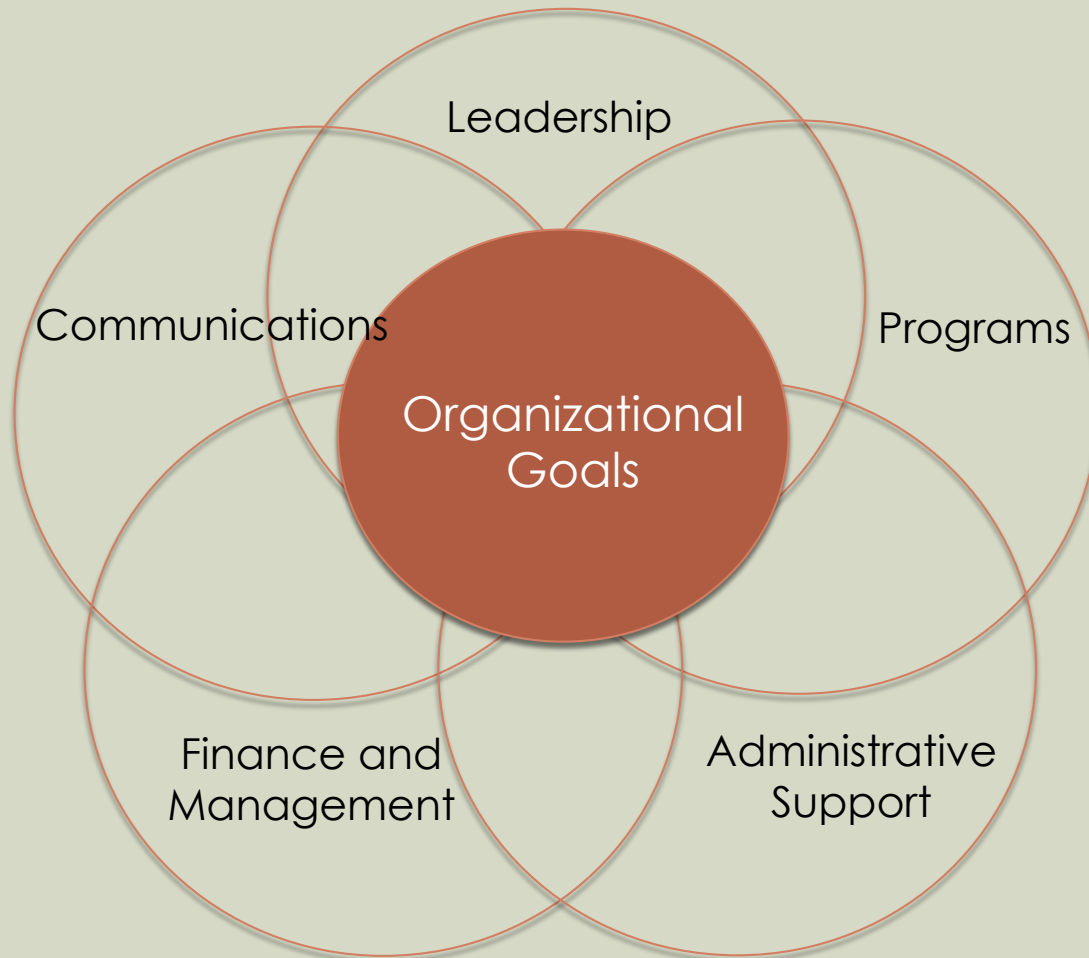 Leadership
Communications
Programs
Organizational
Goals
Finance and
Management
Administrative
Support